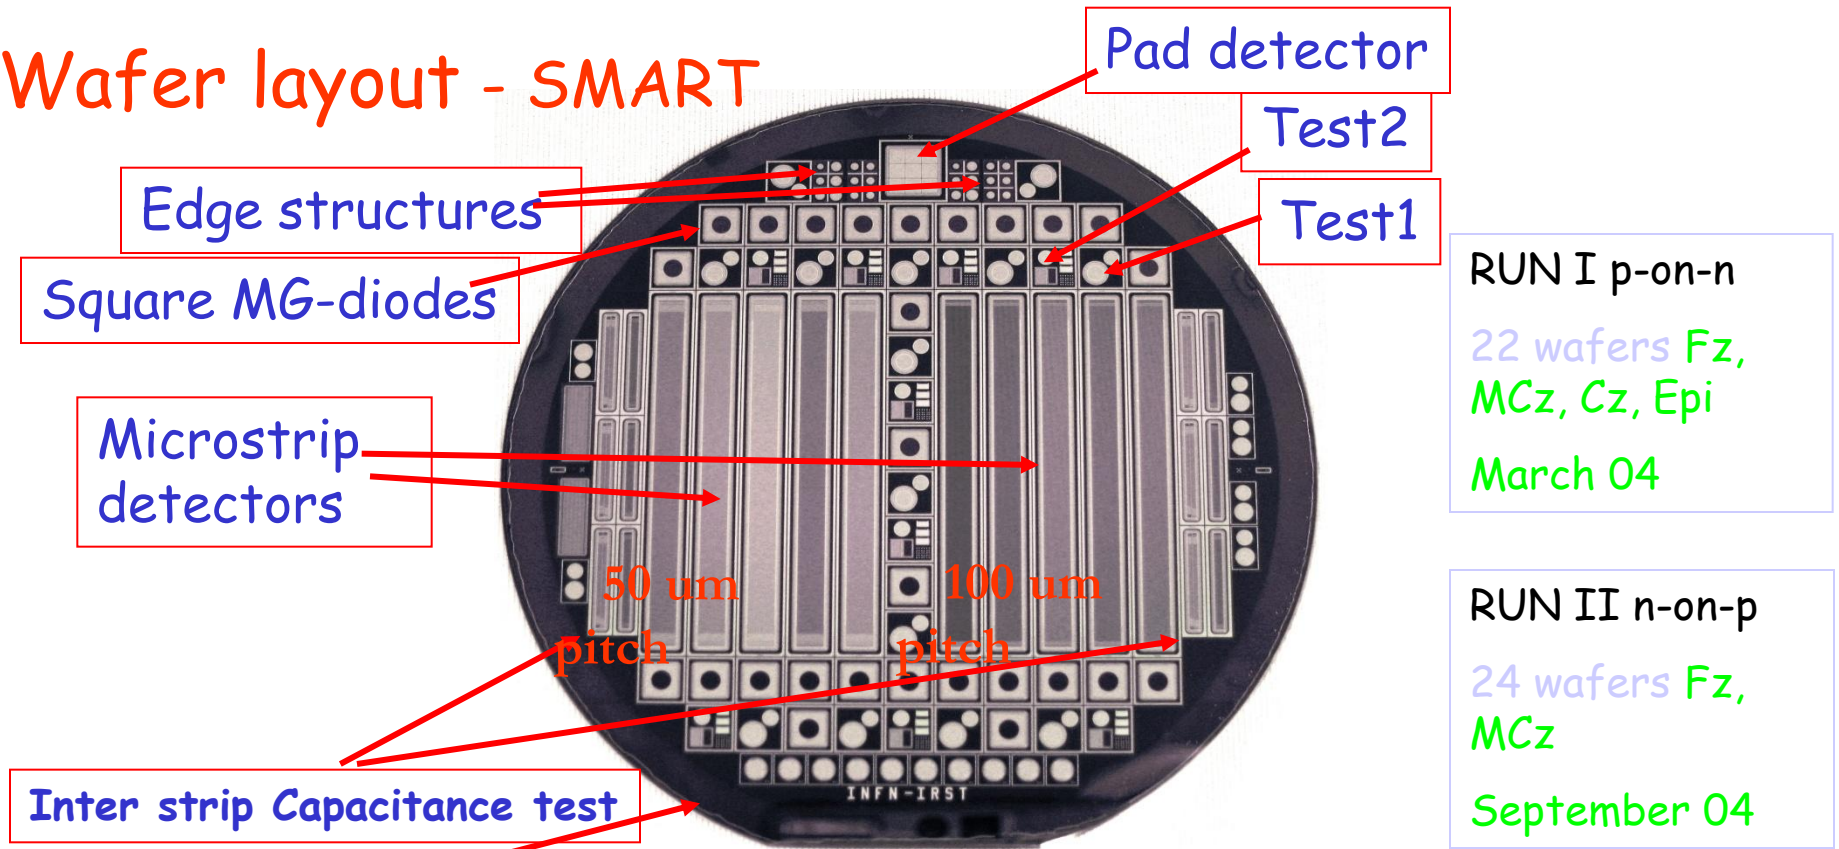 Wafer layout - SMART
Pad detector
Test2
Test1
Edge structures
Square MG-diodes
Microstrip
detectors
50 um
pitch
100 um
pitch
Inter strip Capacitance test
INFN-IRST
RUN I p-on-n
22 wafers Fz,
MCz, Cz, Epi
March 04
RUN II n-on-p
24 wafers Fz,
MCz
September 04